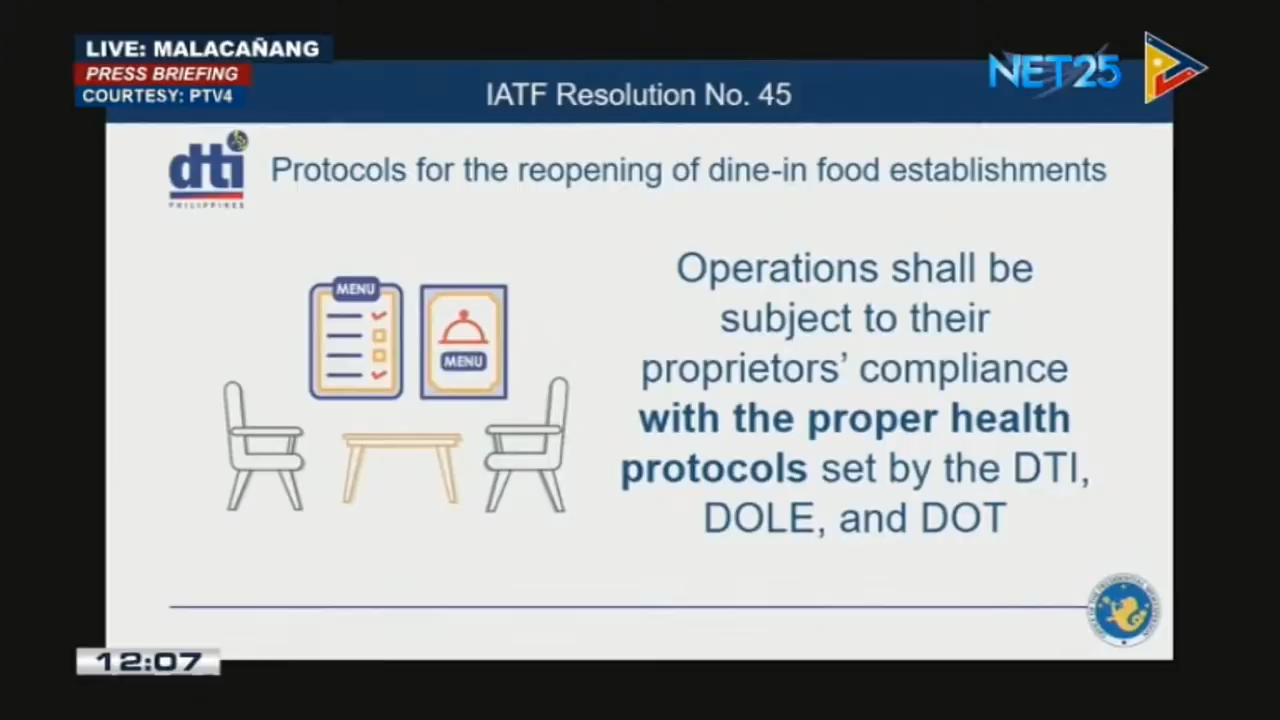 LIVE: MALACAÑANG
PRESS BRIEFING
COURTESY: PTV4
NET25
IATF Resolution No. 45
dti
PHILIPPINES
Protocols for the reopening of dine-in food establishments
MENU
MENU
Operations shall be
subject to their
proprietors’ compliance
with the proper health
protocols set by the DTI,
DOLE, and DOT
12:07